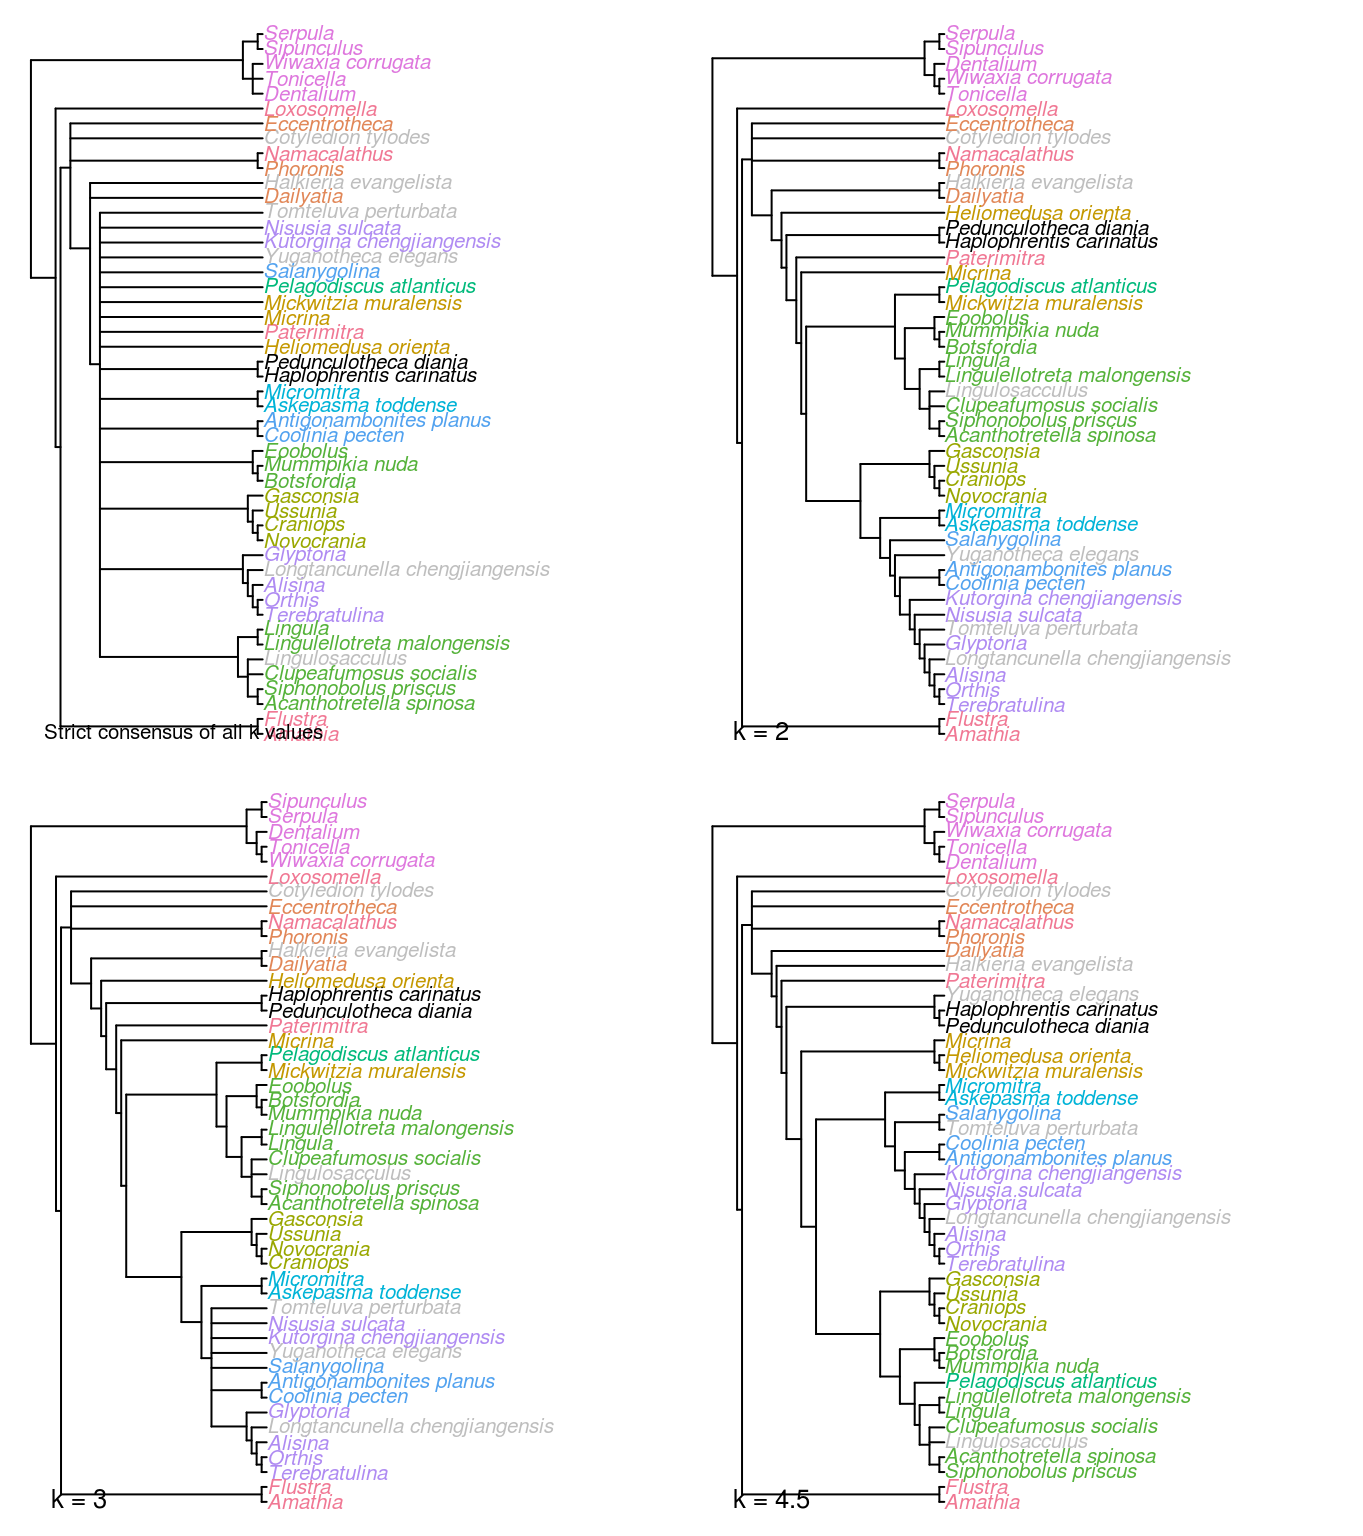 Serpula
Sipunculus
Wiwaxia corrugata
Tonicella
Dentalium
Loxosomella
Eccentrotheca
Cotyledion tylodes
Namacalathus
Phoronis
Halkieria evangelista
Dailyatia
Tomteluva perturbata
Nisusia sulcata
Kutorgina chengjiangensis
Yuganotheca elegans
Salanygolina
Pelagodiscus atlanticus
Mickwitzia muralensis
Micrina
Paterimitra
Heliomedusa orienta
Pedunculotheca diania
Haplophrentis carinatus
Micromitra
Askepasma toddense
Antigonambonites planus
Coolinia pecten
Eoobolus
Mummpikia nuda
Botsfordia
Gasconsia
Ussunia
Craniops
Novocrania
Glyptoria
Longtancunella chengjiangensis
Alisina
Orthis
Terebratulina
Lingula
Lingulellotreta malongensis
Lingulosacculus
Clupeafumosus socialis
Siphonobolus priscus
Acanthotretella spinosa
Flustra
Amathia
Strict consensus of all k values
Serpula
Sipunculus
Dentalium
Wiwaxia corrugata
Tonicella
Loxosomella
Eccentrotheca
Cotyledion tylodes
Namacalathus
Phoronis
Halkieria evangelista
Dailyatia
Heliomedusa orienta
Pedunculotheca diania
Haplophrentis carinatus
Paterimitra
Micrina
Pelagodiscus atlanticus
Mickwitzia muralensis
Eoobolus
Mummpikia nuda
Botsfordia
Lingula
Lingulellotreta malongensis
Lingulosacculus
Clupeafumosus socialis
Siphonobolus priscus
Acanthotretella spinosa
Gasconsia
Ussunia
Craniops
Novocrania
Micromitra
Askepasma toddense
Salanygolina
Yuganotheca elegans
Antigonambonites planus
Coolinia pecten
Kutorgina chengjiangensis
Nisusia sulcata
Tomteluva perturbata
Glyptoria
Longtancunella chengjiangensis
Alisina
Orthis
Terebratulina
Flustra
Amathia
k = 2
Sipunculus
Serpula
Dentalium
Tonicella
Wiwaxia corrugata
Loxosomella
Cotyledion tylodes
Eccentrotheca
Namacalathus
Phoronis
Halkieria evangelista
Dailyatia
Heliomedusa orienta
Haplophrentis carinatus
Pedunculotheca diania
Paterimitra
Micrina
Pelagodiscus atlanticus
Mickwitzia muralensis
Eoobolus
Botsfordia
Mummpikia nuda
Lingulellotreta malongensis
Lingula
Clupeafumosus socialis
Lingulosacculus
Siphonobolus priscus
Acanthotretella spinosa
Gasconsia
Ussunia
Novocrania
Craniops
Micromitra
Askepasma toddense
Tomteluva perturbata
Nisusia sulcata
Kutorgina chengjiangensis
Yuganotheca elegans
Salanygolina
Antigonambonites planus
Coolinia pecten
Glyptoria
Longtancunella chengjiangensis
Alisina
Orthis
Terebratulina
Flustra
Amathia
k = 3
Serpula
Sipunculus
Wiwaxia corrugata
Tonicella
Dentalium
Loxosomella
Cotyledion tylodes
Eccentrotheca
Namacalathus
Phoronis
Dailyatia
Halkieria evangelista
Paterimitra
Yuganotheca elegans
Haplophrentis carinatus
Pedunculotheca diania
Micrina
Heliomedusa orienta
Mickwitzia muralensis
Micromitra
Askepasma toddense
Salanygolina
Tomteluva perturbata
Coolinia pecten
Antigonambonites planus
Kutorgina chengjiangensis
Nisusia sulcata
Glyptoria
Longtancunella chengjiangensis
Alisina
Orthis
Terebratulina
Gasconsia
Ussunia
Craniops
Novocrania
Eoobolus
Botsfordia
Mummpikia nuda
Pelagodiscus atlanticus
Lingulellotreta malongensis
Lingula
Clupeafumosus socialis
Lingulosacculus
Acanthotretella spinosa
Siphonobolus priscus
Flustra
Amathia
k = 4.5